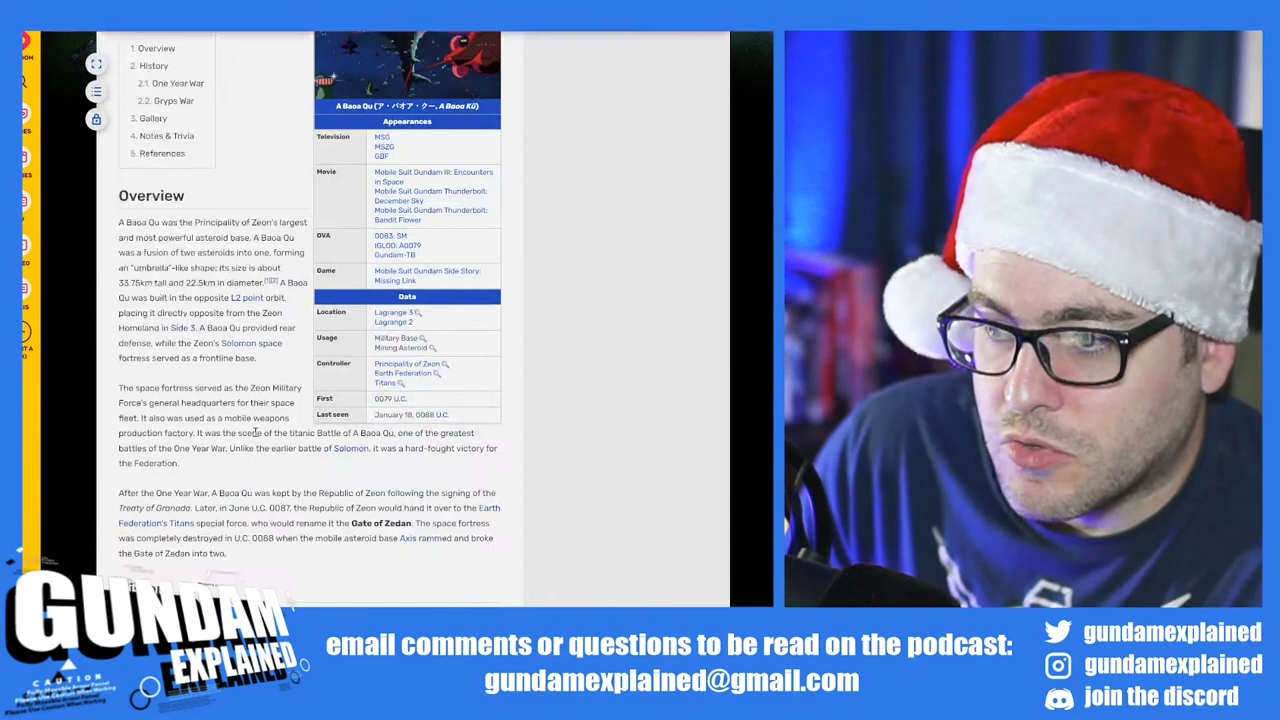 1. Overview
2. History
2.1. One Year War
2.2. Gryps War
3. Gallery
4. Notes & Trivia
5. References
A Baoa Qu (ア・バオア・クー, A Baoa Kū)
Appearances
Television
MSG
MSZG
GBF
Movie
Mobile Suit Gundam III: Encounters
in Space
Mobile Suit Gundam Thunderbolt:
December Sky
Mobile Suit Gundam Thunderbolt:
Bandit Flower
OVA
0083: SM
IGLOO: A0079
Gundam-TB
Game
Mobile Suit Gundam Side Story:
Missing Link
Data
Location
Lagrange 3
Lagrange 2
Usage
Military Base
Mining Asteroid
Controller
Principality of Zeon
Earth Federation
Titans
First
0079 U.C.
Last seen
January 18, 0088 U.C.
Overview
A Baoa Qu was the Principality of Zeon's largest
and most powerful asteroid base. A Baoa Qu
was a fusion of two asteroids into one, forming
an "umbrella"-like shape; its size is about
33.75km tall and 22.5km in diameter.[1][2] A Baoa
Qu was built in the opposite L2 point orbit,
placing it directly opposite from the Zeon
Homeland in Side 3. A Baoa Qu provided rear
defense, while the Zeon's Solomon space
fortress served as a frontline base.
The space fortress served as the Zeon Military
Force's general headquarters for their space
fleet. It also was used as a mobile weapons
production factory. It was the scene of the titanic Battle of A Baoa Qu, one of the greatest
battles of the One Year War. Unlike the earlier battle of Solomon, it was a hard-fought victory for
the Federation.
After the One Year War, A Baoa Qu was kept by the Republic of Zeon following the signing of the
Treaty of Granada. Later, in June U.C. 0087, the Republic of Zeon would hand it over to the Earth
Federation's Titans special force, who would rename it the Gate of Zedan. The space fortress
was completely destroyed in U.C. 0088 when the mobile asteroid base Axis rammed and broke
the Gate of Zedan into two.
GUNDAM
EXPLAINED
CAUTION
email comments or questions to be read on the podcast:
gundamexplained@gmail.com
gundamexplained
gundamexplained
join the discord